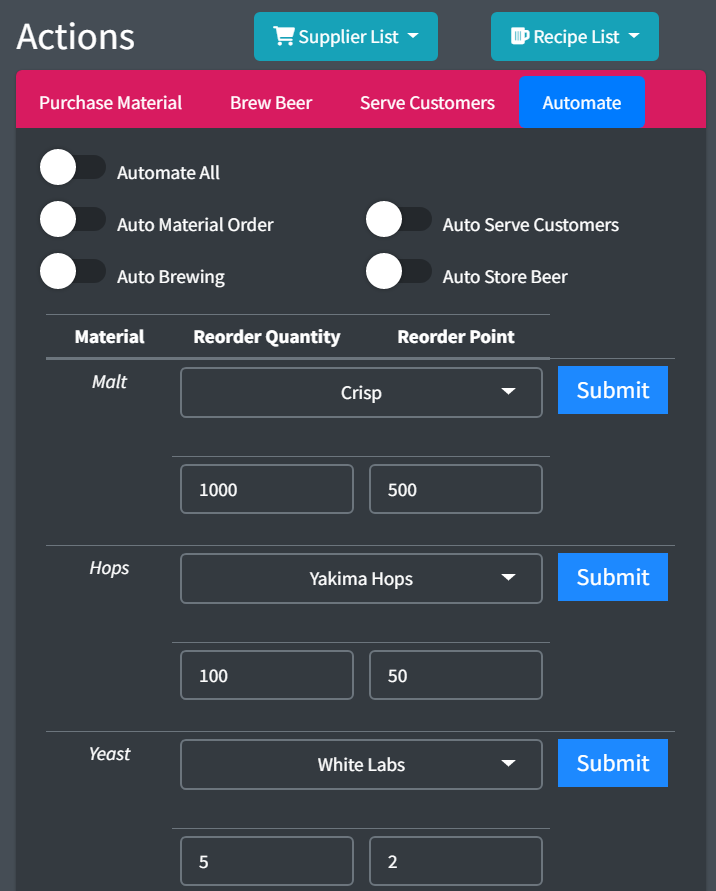 Actions
Supplier List
Recipe List
Purchase Material
Brew Beer
Serve Customers
Automate
Automate All
Auto Material Order
Auto Serve Customers
Auto Brewing
Auto Store Beer
Material
Reorder Quantity
Reorder Point
Malt
Crisp
Submit
1000
500
Hops
Yakima Hops
Submit
100
50
Yeast
White Labs
Submit
5
2